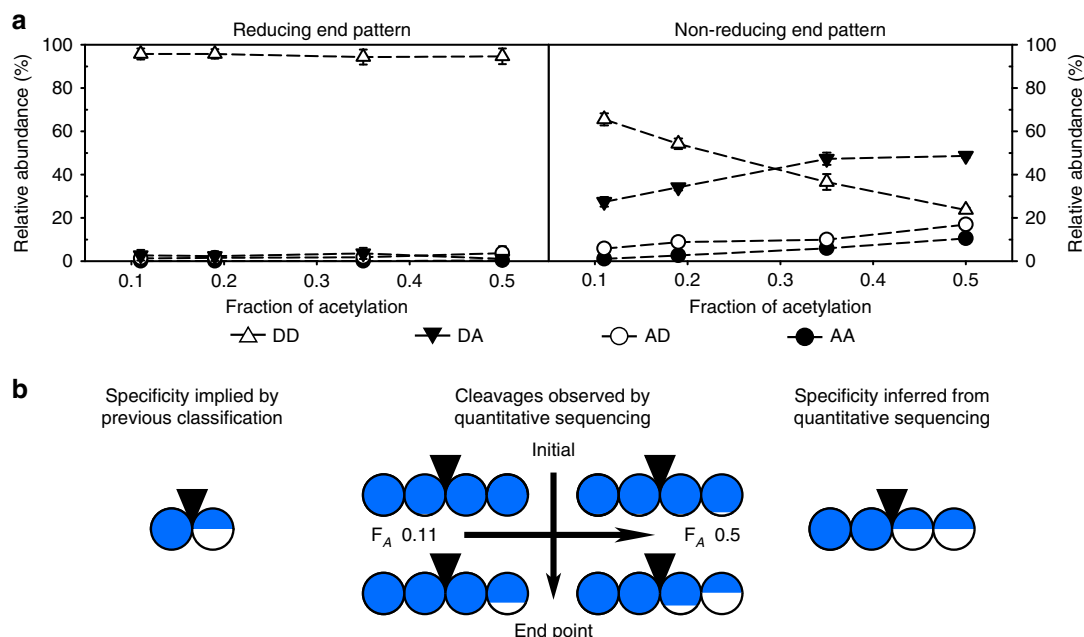 a
Reducing end pattern
Non-reducing end pattern
Relative abundance (%)
100
80
60
40
20
0
0.1 0.2 0.3 0.4 0.5
Fraction of acetylation
0.1 0.2 0.3 0.4 0.5
Fraction of acetylation
100
80
60
40
20
0
Relative abundance (%)
DD DA AD AA
b
Specificity implied by
previous classification
Cleavages observed by
quantitative sequencing
Specificity inferred from
quantitative sequencing
Initial
F_A 0.11
F_A 0.5
End point